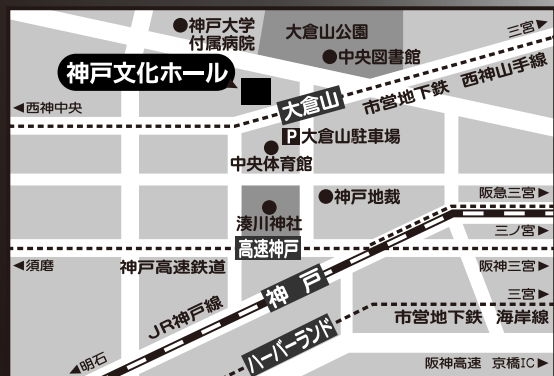 神戸大学
付属病院
大倉山公園
三宮▶
中央図書館
神戸文化ホール
市営地下鉄 西神山手線
◀西神中央
大倉山
P大倉山駐車場
中央体育館
神戸地裁
阪急三宮▶
湊川神社
三ノ宮▶
高速神戸
◀須磨
神戸高速鉄道
阪神三宮▶
神戸
三宮▶
JR神戸線
市営地下鉄 海岸線
ハーバーランド
◀明石
阪神高速 京橋IC▶